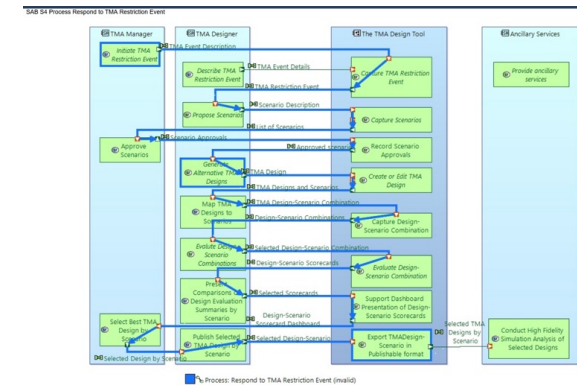 SAB S4 Process Respond to TMA Restriction Event
TMA Manager
TMA Designer
The TMA Design Tool
Ancillary Services
Initiate TMA
Restriction Event
TMA Event Description
Describe TMA
Restriction Event
TMA Event Details
Capture TMA Restriction
Event
Provide ancillary
services
TMA Restriction Event
Propose Scenarios
Scenario Description
Capture Scenarios
List of Scenarios
Approve
Scenarios
Scenario Approvals
Approved scenario
Record Scenario
Approvals
Generate
Alternative TMA
Designs
TMA Design
Create or Edit TMA
Design
TMA Designs and Scenarios
Map TMA
Designs to
Scenarios
TMA Design-Scenario Combination
Capture Design-
Scenario Combination
Design-Scenario Combinations
Evalute Design-
Scenario
Combinations
Selected Design-Scenario Combination
Evaluate Design-
Scenario Combination
Design-Scenario Scorecards
Present
Comparisons of
Design Evaluation
Summaries by
Scenario
Selected Scorecards
Support Dashboard
Presentation of Design-
Scenario Scorecards
Design-Scenario
Scorecard Dashboard
Select Best TMA
Design by
Scenario
Selected Design by Scenario
Publish Selected
TMA Design by
Scenario
Selected Design-Scenario
Export TMADesign-
Scenario in
Publishable format
Selected TMA
Designs by
Scenario
Conduct High Fidelity
Simulation Analysis of
Selected Designs
Process: Respond to TMA Restriction Event (invalid)